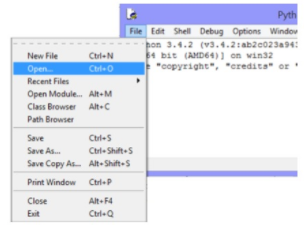 Pyth
File Edit Shell Debug Options Window
hon 3.4.2 (v3.4.2:ab2c023a94
64 bit (AMD64)] on win32
"copyright", "credits" or "
New File Ctrl+N
Open... Ctrl+O
Recent Files
Open Module... Alt+M
Class Browser Alt+C
Path Browser
Save Ctrl+S
Save As... Ctrl+Shift+S
Save Copy As... Alt+Shift+S
Print Window Ctrl+P
Close Alt+F4
Exit Ctrl+Q